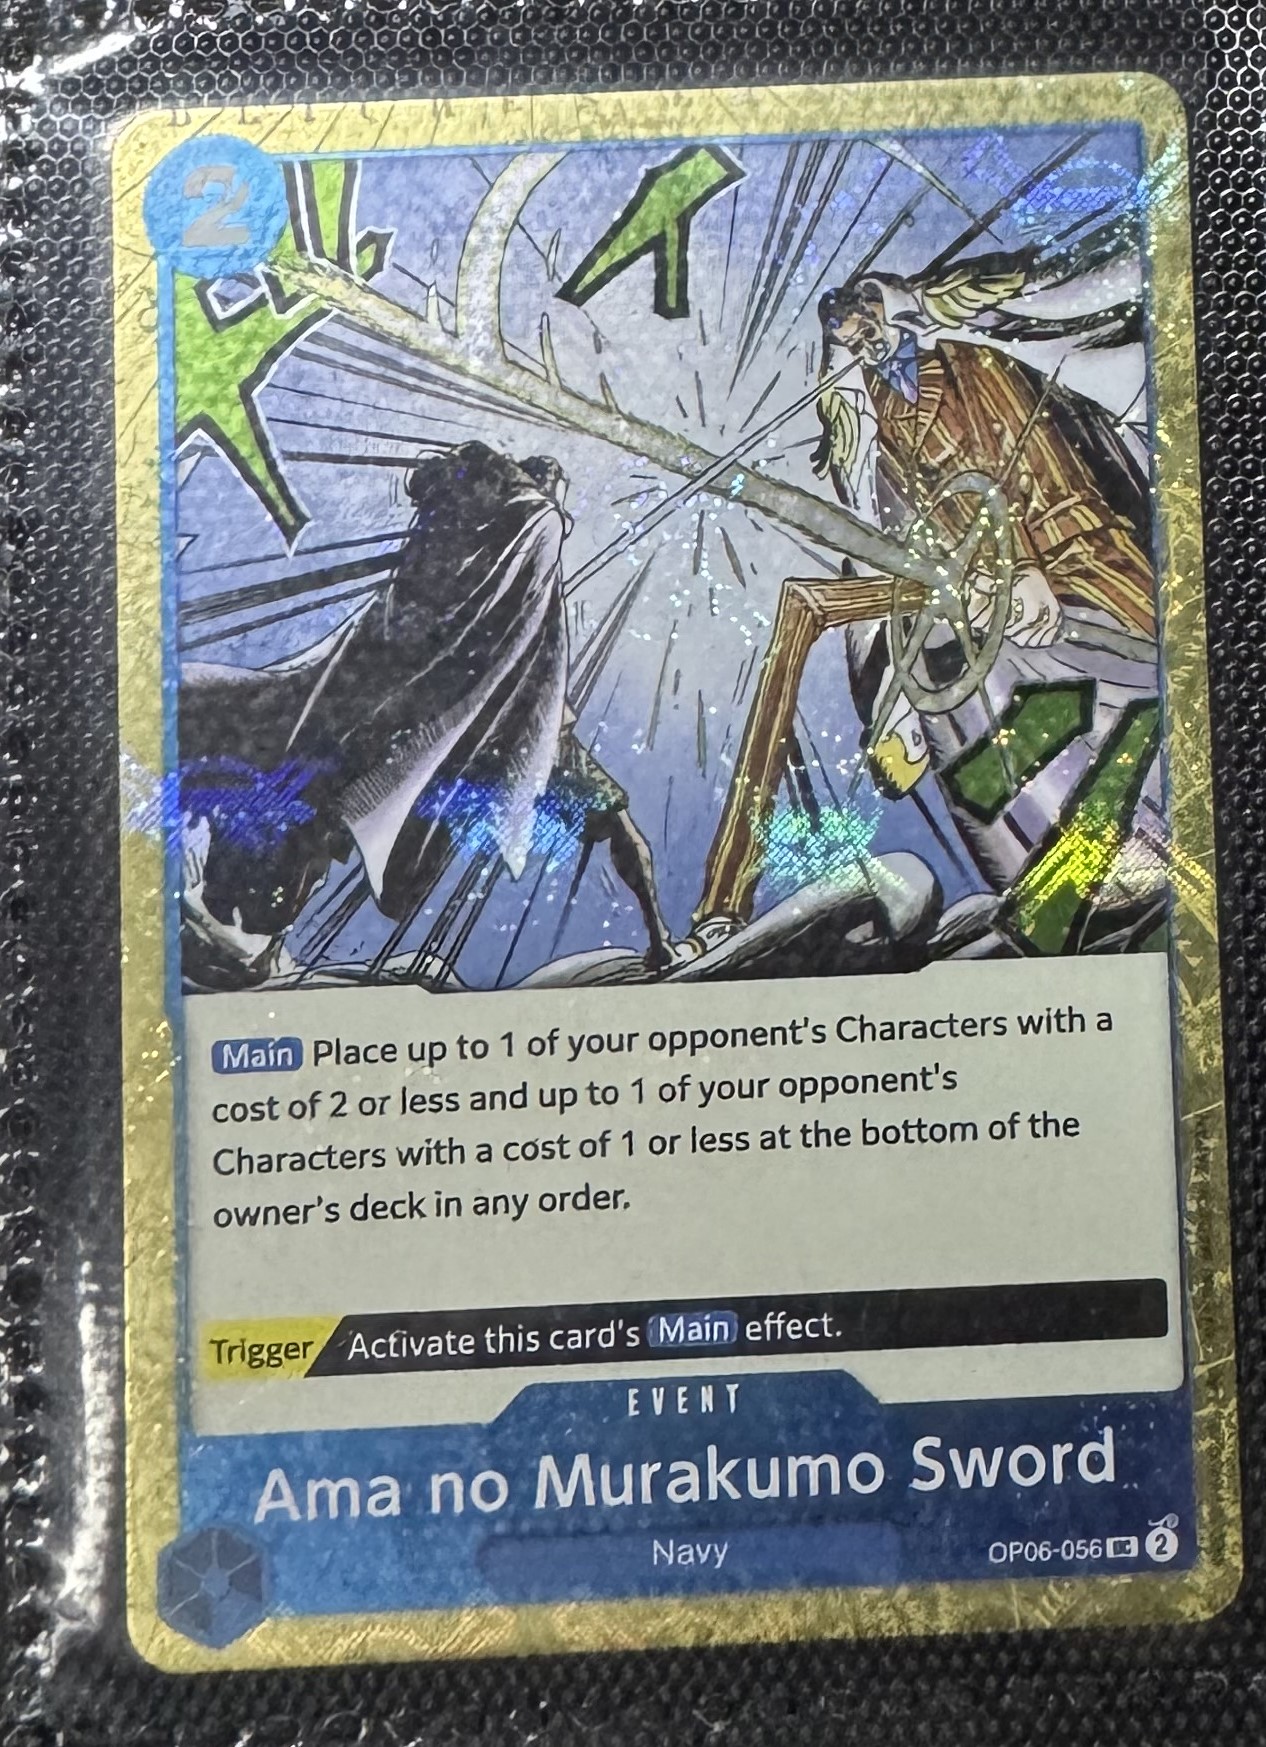 2
Main Place up to 1 of your opponent's Characters with a
cost of 2 or less and up to 1 of your opponent's
Characters with a cost of 1 or less at the bottom of the
owner's deck in any order.
Trigger Activate this card's Main effect.
EVENT
Ama no Murakumo Sword
Navy
OP06-056 UC 2